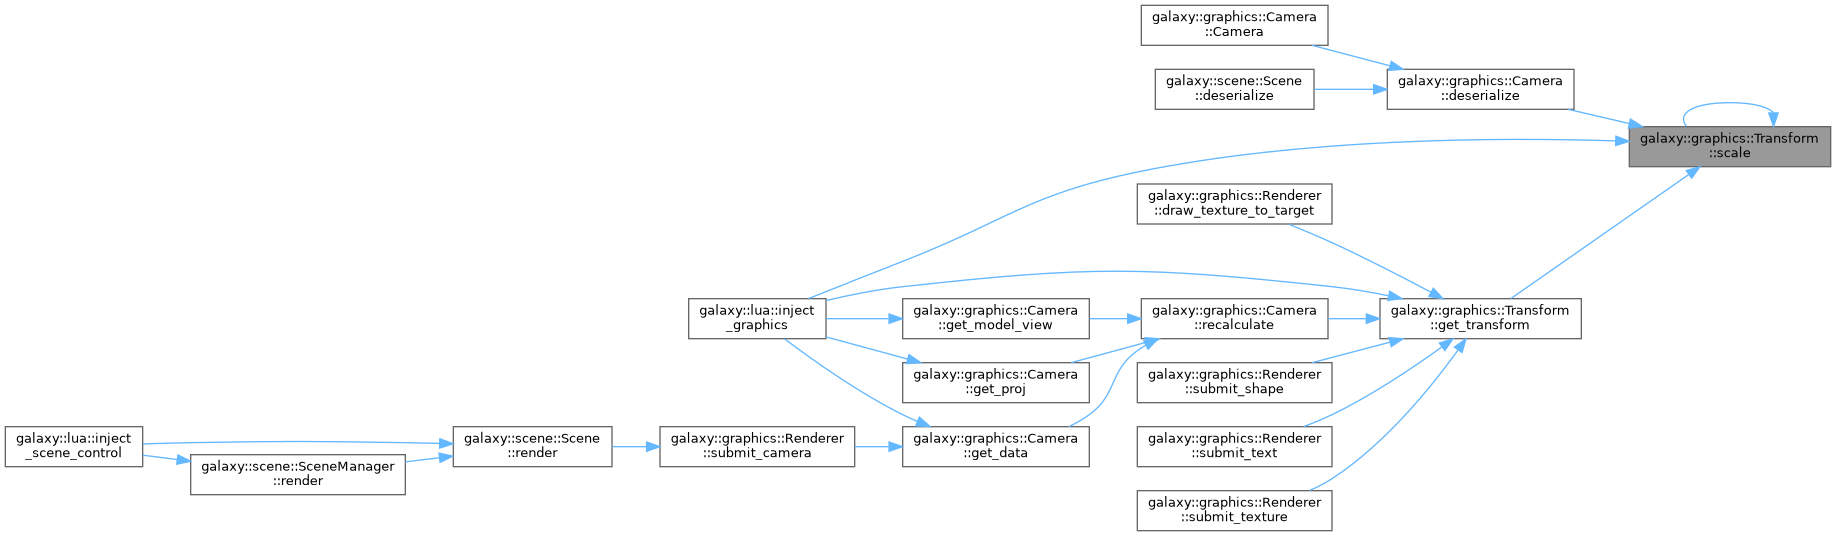 galaxy::graphics::Camera
::Camera
galaxy::scene::Scene
::deserialize
galaxy::graphics::Camera
::deserialize
galaxy::graphics::Transform
::scale
galaxy::graphics::Renderer
::draw_texture_to_target
galaxy::lua::inject
_graphics
galaxy::graphics::Camera
::get_model_view
galaxy::graphics::Camera
::recalculate
galaxy::graphics::Transform
::get_transform
galaxy::graphics::Camera
::get_proj
galaxy::graphics::Renderer
::submit_shape
galaxy::lua::inject
_scene_control
galaxy::scene::SceneManager
::render
galaxy::scene::Scene
::render
galaxy::graphics::Renderer
::submit_camera
galaxy::graphics::Camera
::get_data
galaxy::graphics::Renderer
::submit_text
galaxy::graphics::Renderer
::submit_texture